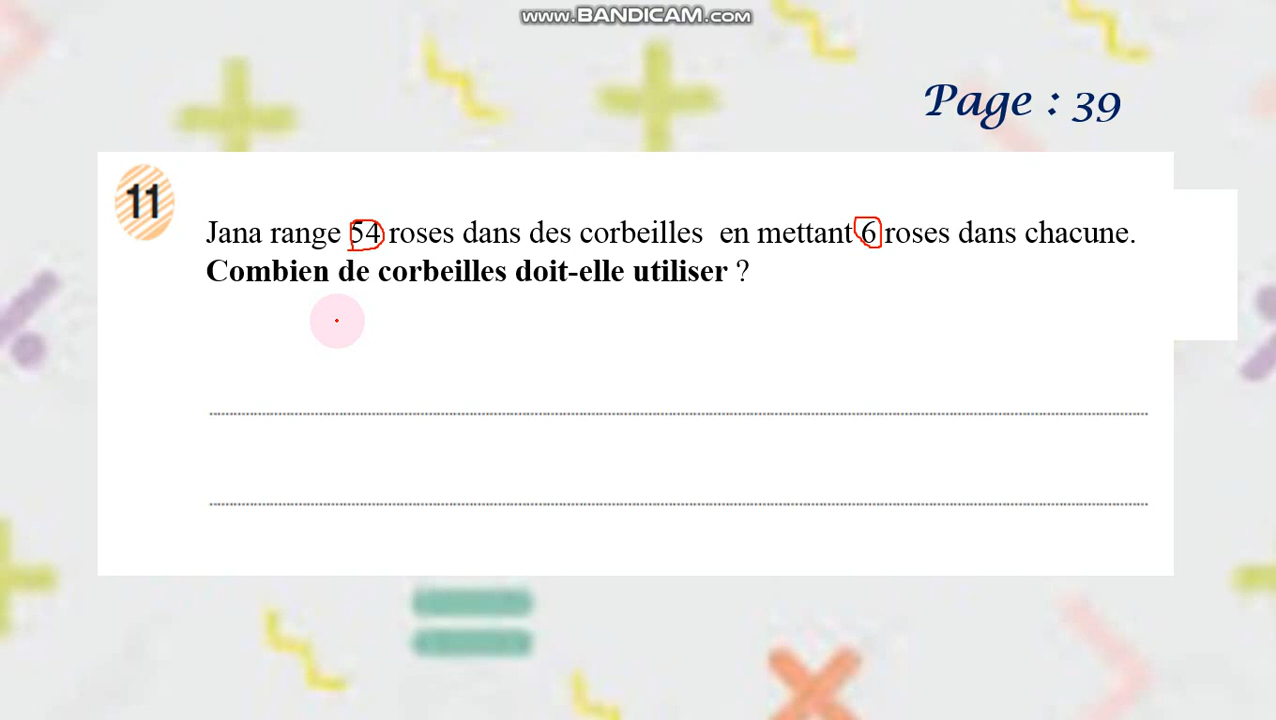 www.BANDICAM.com
Page : 39
11
Jana range 54 roses dans des corbeilles en mettant 6 roses dans chacune.
Combien de corbeilles doit-elle utiliser ?